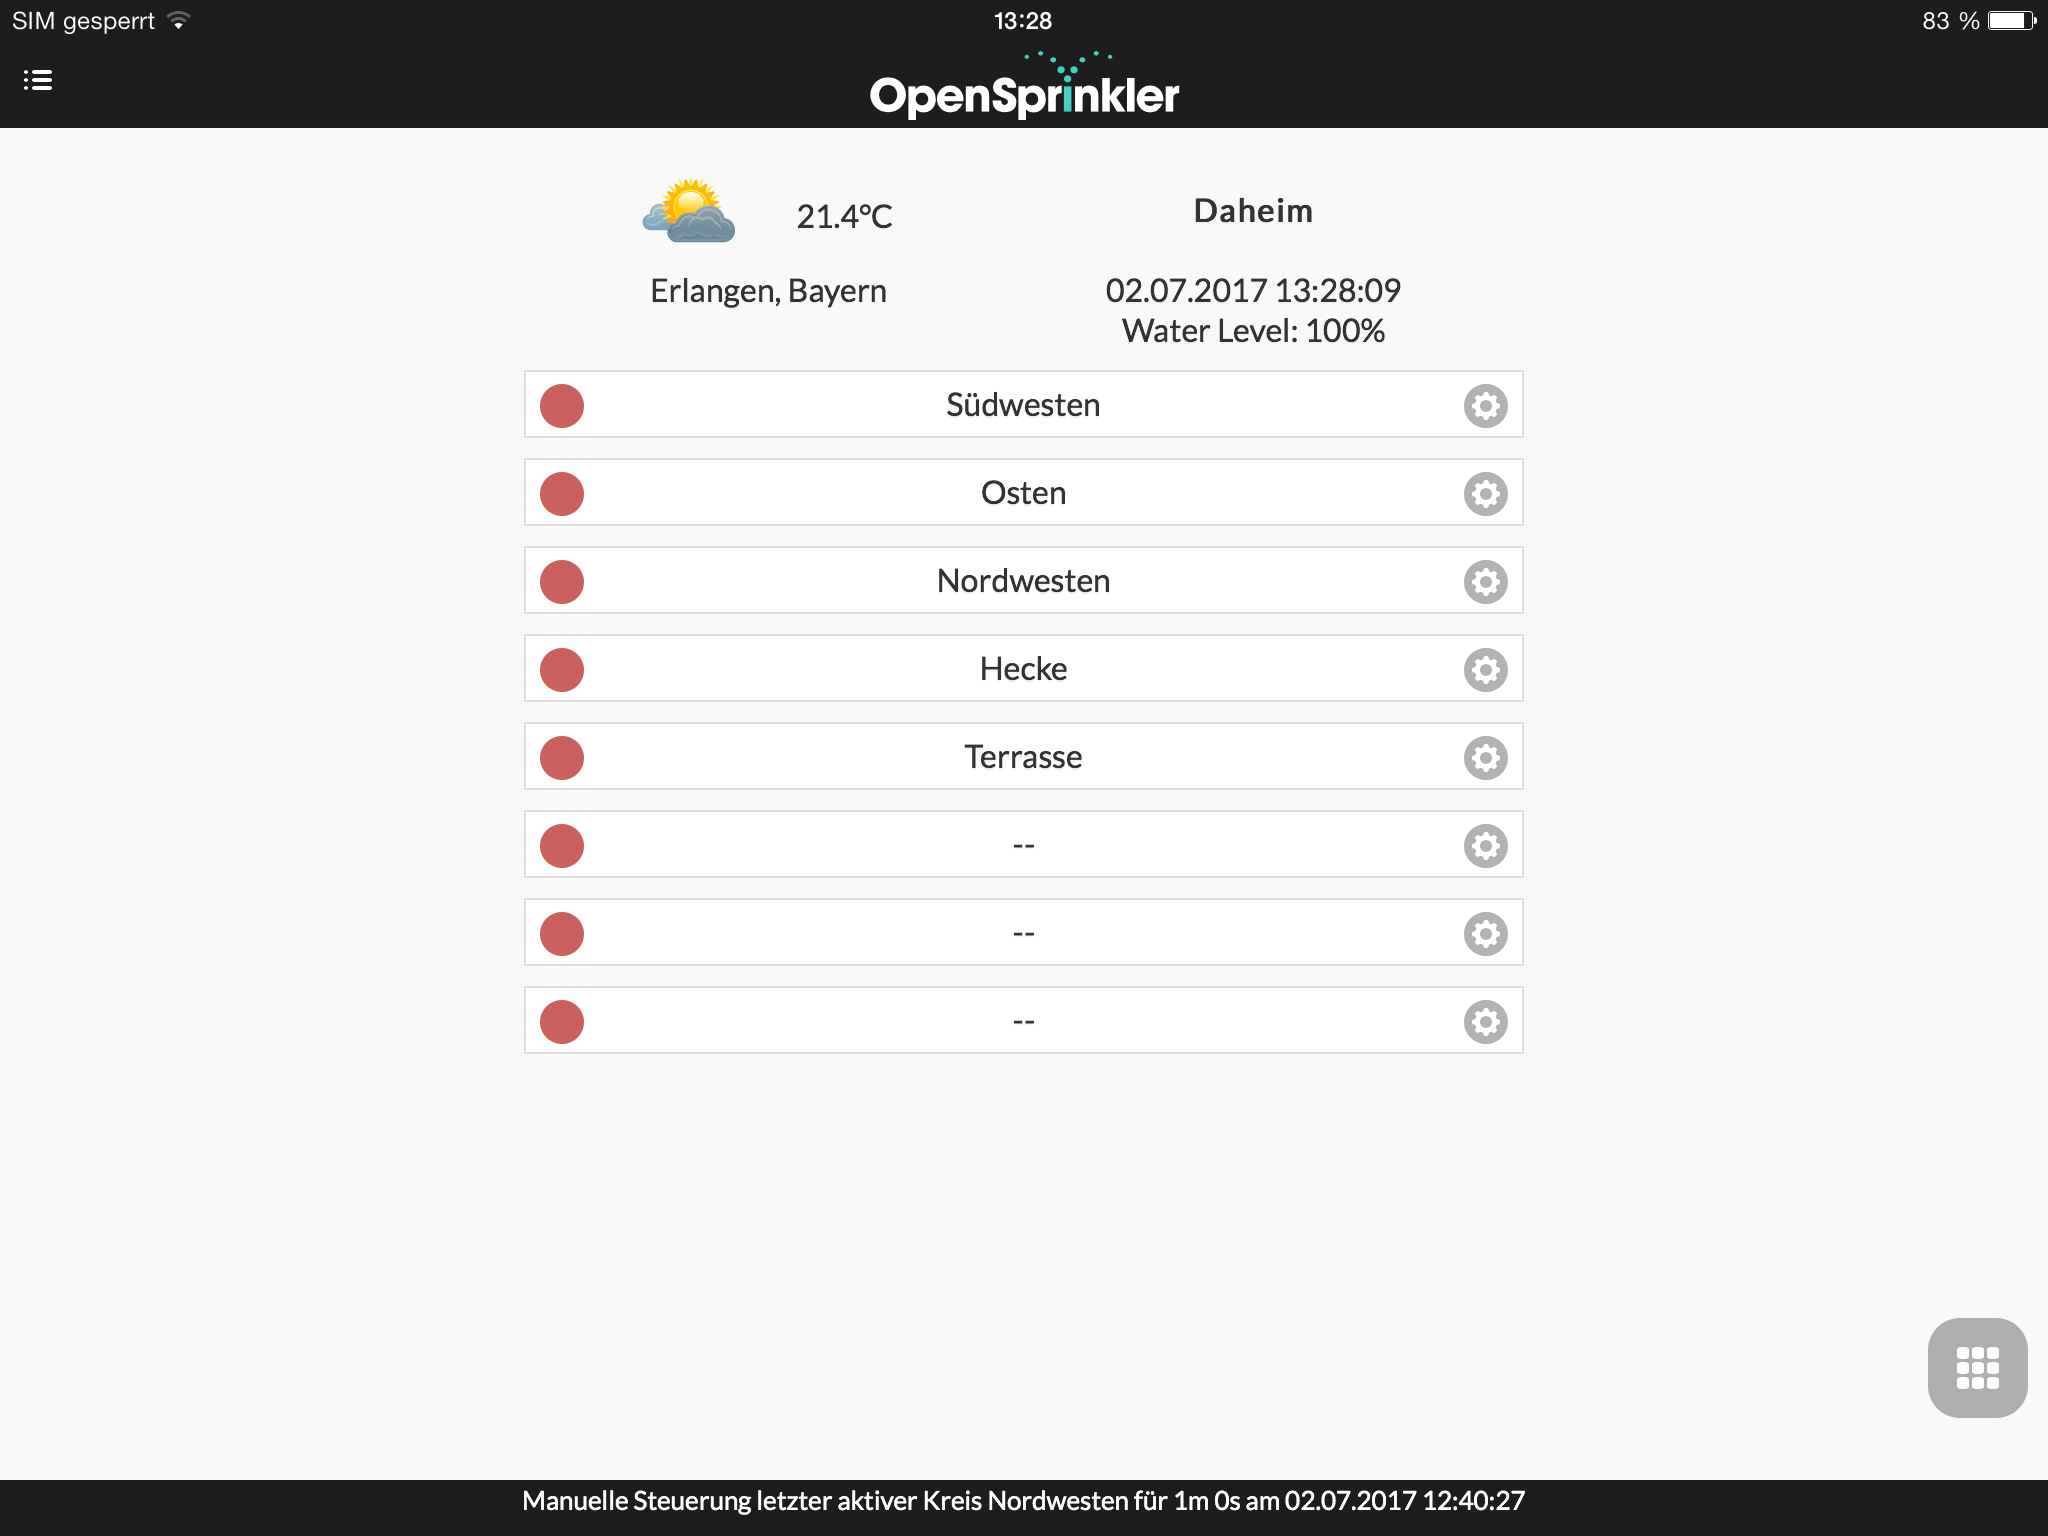 SIM gesperrt
13:28
83 %
OpenSprinkler
21.4°C
Erlangen, Bayern
Daheim
02.07.2017 13:28:09
Water Level: 100%
Südwesten
Osten
Nordwesten
Hecke
Terrasse
--
--
--
Manuelle Steuerung letzter aktiver Kreis Nordwesten für 1m 0s am 02.07.2017 12:40:27